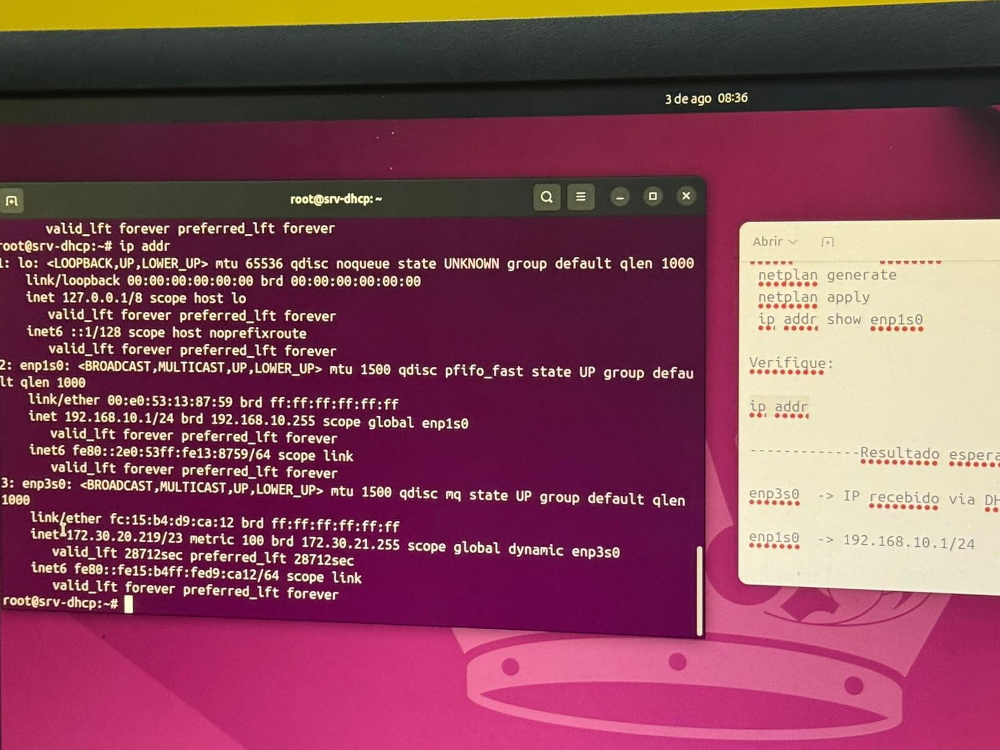 3 de ago 08:36
root@srv-dhcp: ~
valid_lft forever preferred_lft forever
root@srv-dhcp:~# ip addr
1: lo: <LOOPBACK,UP,LOWER_UP> mtu 65536 qdisc noqueue state UNKNOWN group default qlen 1000
link/loopback 00:00:00:00:00:00 brd 00:00:00:00:00:00
inet 127.0.0.1/8 scope host lo
valid_lft forever preferred_lft forever
inet6 ::1/128 scope host noprefixroute
valid_lft forever preferred_lft forever
2: enp1s0: <BROADCAST,MULTICAST,UP,LOWER_UP> mtu 1500 qdisc pfifo_fast state UP group defau
lt qlen 1000
link/ether 00:e0:53:13:87:59 brd ff:ff:ff:ff:ff:ff
inet 192.168.10.1/24 brd 192.168.10.255 scope global enp1s0
valid_lft forever preferred_lft forever
inet6 fe80::2e0:53ff:fe13:8759/64 scope link
valid_lft forever preferred_lft forever
3: enp3s0: <BROADCAST,MULTICAST,UP,LOWER_UP> mtu 1500 qdisc mq state UP group default qlen
1000
link/ether fc:15:b4:d9:ca:12 brd ff:ff:ff:ff:ff:ff
inet 172.30.20.219/23 metric 100 brd 172.30.21.255 scope global dynamic enp3s0
valid_lft 28712sec preferred_lft 28712sec
inet6 fe80::fe15:b4ff:fed9:ca12/64 scope link
valid_lft forever preferred_lft forever
root@srv-dhcp:~#
Abrir
netplan generate
netplan apply
ip addr show enp1s0
Verifique:
ip addr
-------------Resultado espera
enp3s0 -> IP recebido via DH
enp1s0 -> 192.168.10.1/24